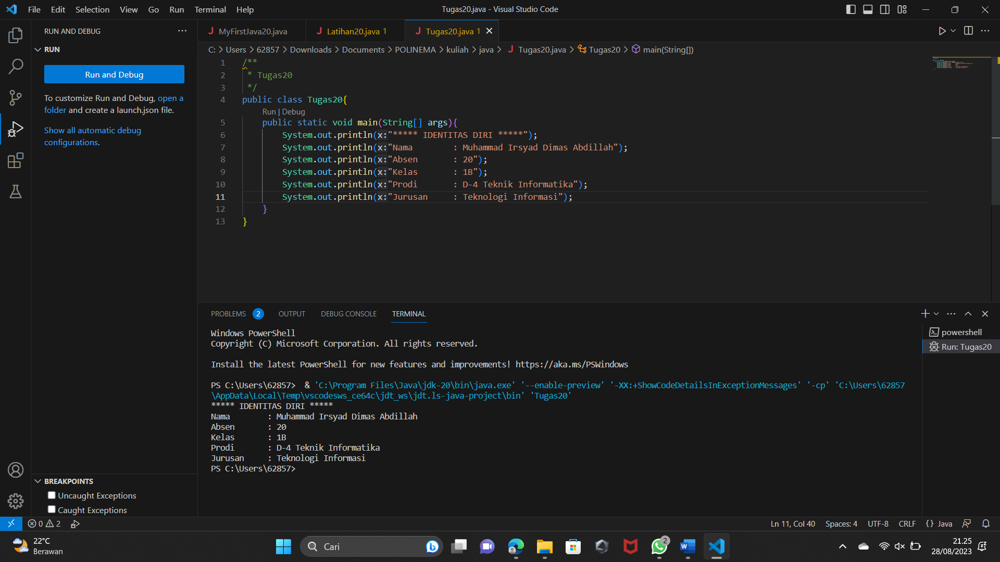 File Edit Selection View Go Run Terminal Help
Tugas20.java - Visual Studio Code
RUN AND DEBUG
RUN
Run and Debug
To customize Run and Debug, open a
folder and create a launch.json file.
Show all automatic debug
configurations.
BREAKPOINTS
Uncaught Exceptions
Caught Exceptions
MyFirstJava20.java
Latihan20.java 1
Tugas20.java 1
C: > Users > 62857 > Downloads > Documents > POLINEMA > kuliah > java > Tugas20.java > Tugas20 > main(String[])
1 /**
2 * Tugas20
3 */
4 public class Tugas20{
Run | Debug
5 public static void main(String[] args){
6 System.out.println(x:"***** IDENTITAS DIRI *****");
7 System.out.println(x:"Nama        : Muhammad Irsyad Dimas Abdillah");
8 System.out.println(x:"Absen       : 20");
9 System.out.println(x:"Kelas       : 1B");
10 System.out.println(x:"Prodi       : D-4 Teknik Informatika");
11 System.out.println(x:"Jurusan     : Teknologi Informasi");
12 }
13 }
PROBLEMS 2 OUTPUT DEBUG CONSOLE TERMINAL
powershell
Run: Tugas20
Windows PowerShell
Copyright (C) Microsoft Corporation. All rights reserved.
Install the latest PowerShell for new features and improvements! https://aka.ms/PSWindows
PS C:\Users\62857>  & 'C:\Program Files\Java\jdk-20\bin\java.exe' '--enable-preview' '-XX:+ShowCodeDetailsInExceptionMessages' '-cp' 'C:\Users\62857
\AppData\Local\Temp\vscodesws_ce64c\jdt_ws\jdt.ls-java-project\bin' 'Tugas20'
***** IDENTITAS DIRI *****
Nama        : Muhammad Irsyad Dimas Abdillah
Absen       : 20
Kelas       : 1B
Prodi       : D-4 Teknik Informatika
Jurusan     : Teknologi Informasi
PS C:\Users\62857>
0 2
Ln 11, Col 40 Spaces: 4 UTF-8 CRLF {} Java
22°C
Berawan
Cari
2
21.25
28/08/2023